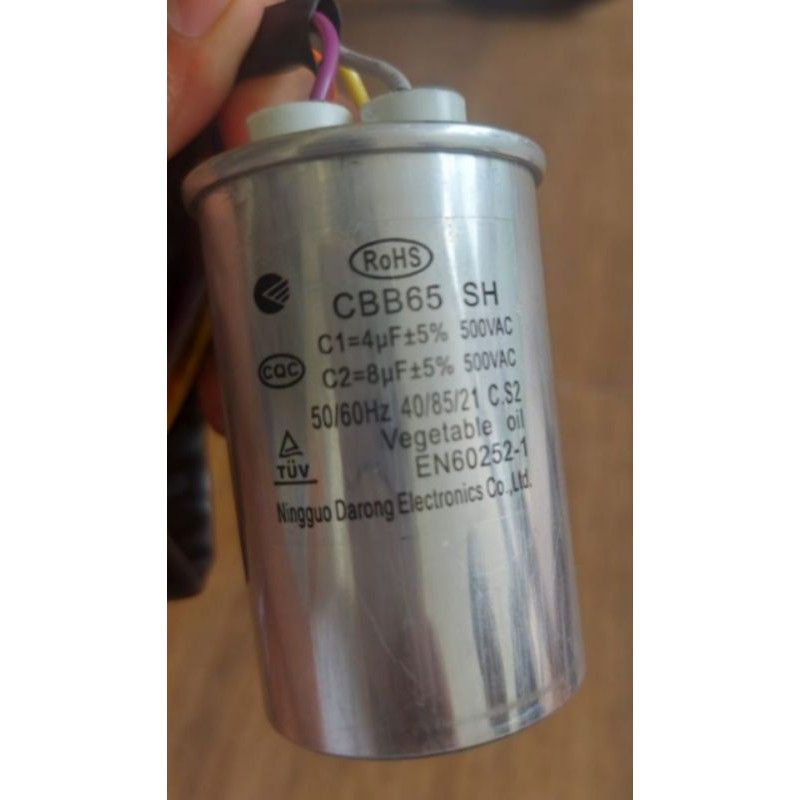 RoHS
CBB65 SH
C1=4μF±5% 500VAC
CQC
C2=8μF±5% 500VAC
50/60Hz 40/85/21 C.S2
Vegetable oil
TÜV
EN60252-1
Ningguo Darong Electronics Co.,Ltd.